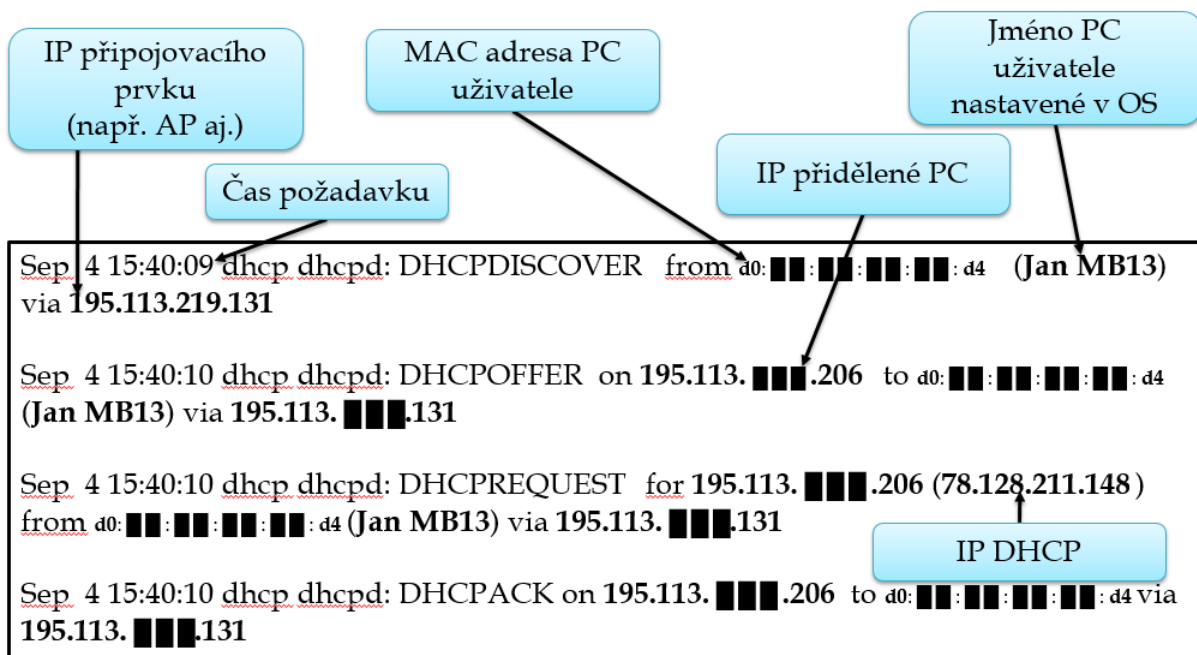 IP připojovacího
prvku
(např. AP aj.)
MAC adresa PC
uživatele
Jméno PC
uživatele
nastavené v OS
Čas požadavku
IP přidělené PC
Sep 4 15:40:09 dhcp dhcpd: DHCPDISCOVER from d0:██:██:██:██:d4 (Jan MB13)
via 195.113.219.131
Sep 4 15:40:10 dhcp dhcpd: DHCPOFFER on 195.113. ███.206 to d0:██:██:██:██:d4
(Jan MB13) via 195.113. ███.131
Sep 4 15:40:10 dhcp dhcpd: DHCPREQUEST for 195.113. ███.206 (78.128.211.148)
from d0:██:██:██:██:d4 (Jan MB13) via 195.113. ███.131
IP DHCP
Sep 4 15:40:10 dhcp dhcpd: DHCPACK on 195.113. ███.206 to d0:██:██:██:██:d4 via
195.113. ███.131